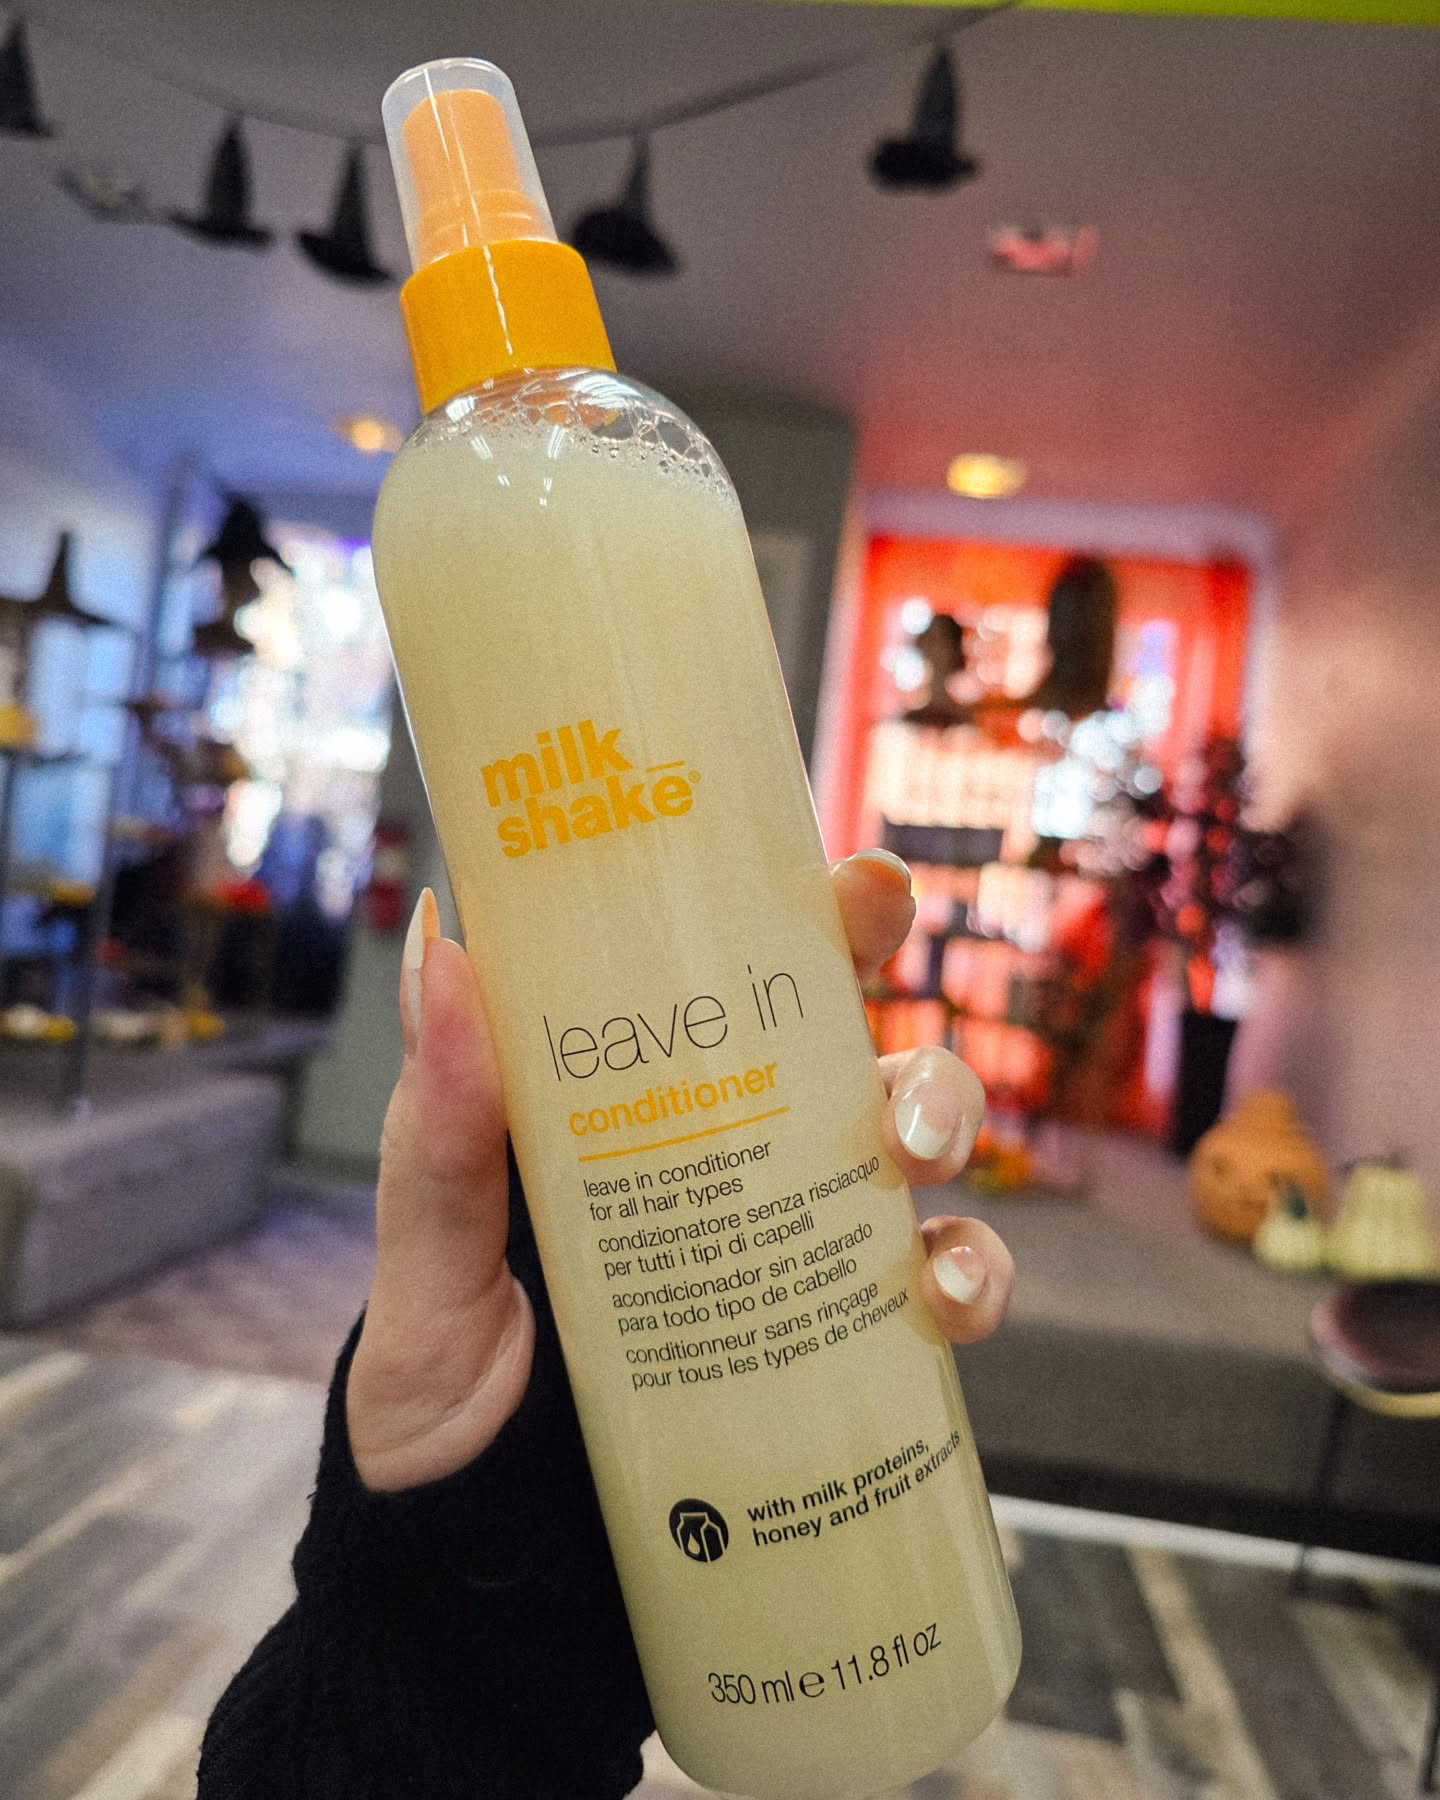 milk_
shake®
leave in
conditioner
leave in conditioner
for all hair types
condizionatore senza risciacquo
per tutti i tipi di capelli
acondicionador sin aclarado
para todo tipo de cabello
conditionneur sans rinçage
pour tous les types de cheveux
with milk proteins,
honey and fruit extracts
350 ml ℮ 11.8 fl oz